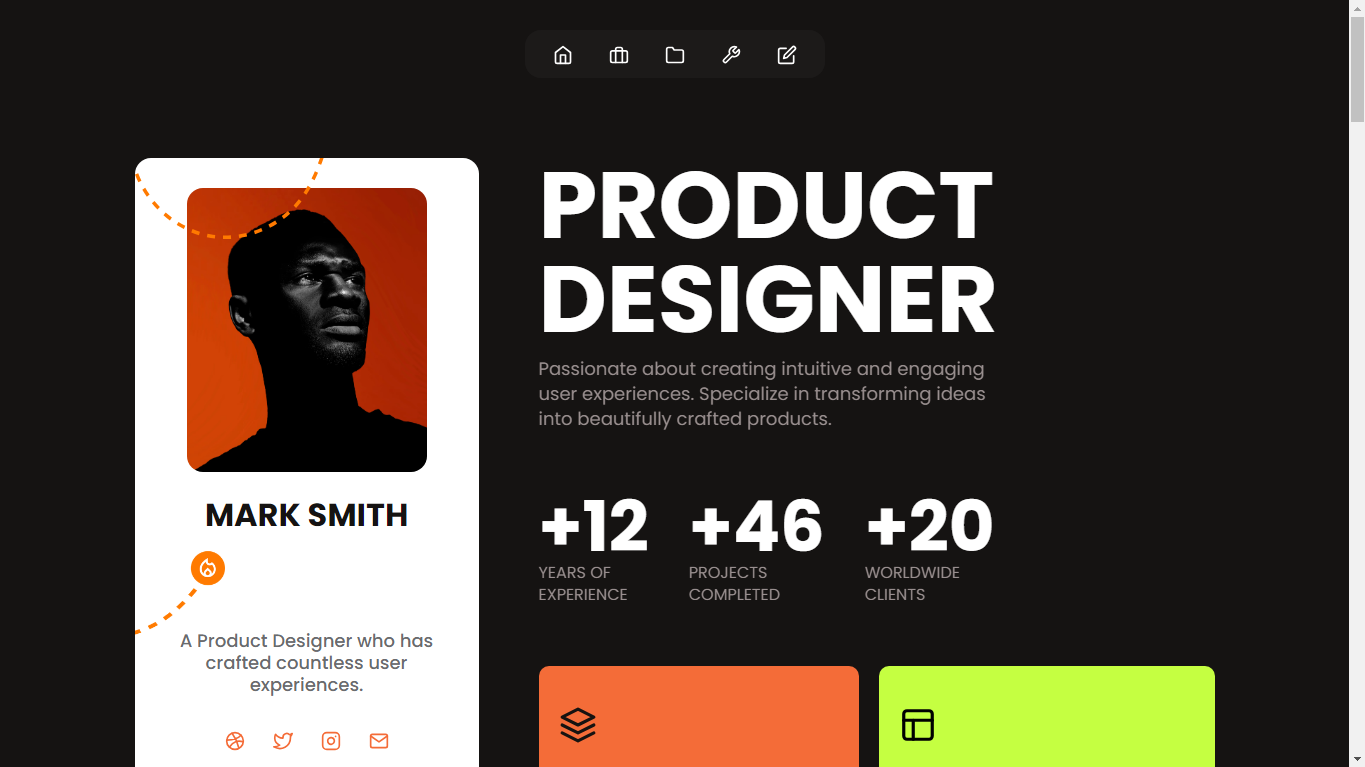 MARK SMITH
A Product Designer who has
crafted countless user
experiences.
PRODUCT
DESIGNER
Passionate about creating intuitive and engaging
user experiences. Specialize in transforming ideas
into beautifully crafted products.
+12
YEARS OF
EXPERIENCE
+46
PROJECTS
COMPLETED
+20
WORLDWIDE
CLIENTS